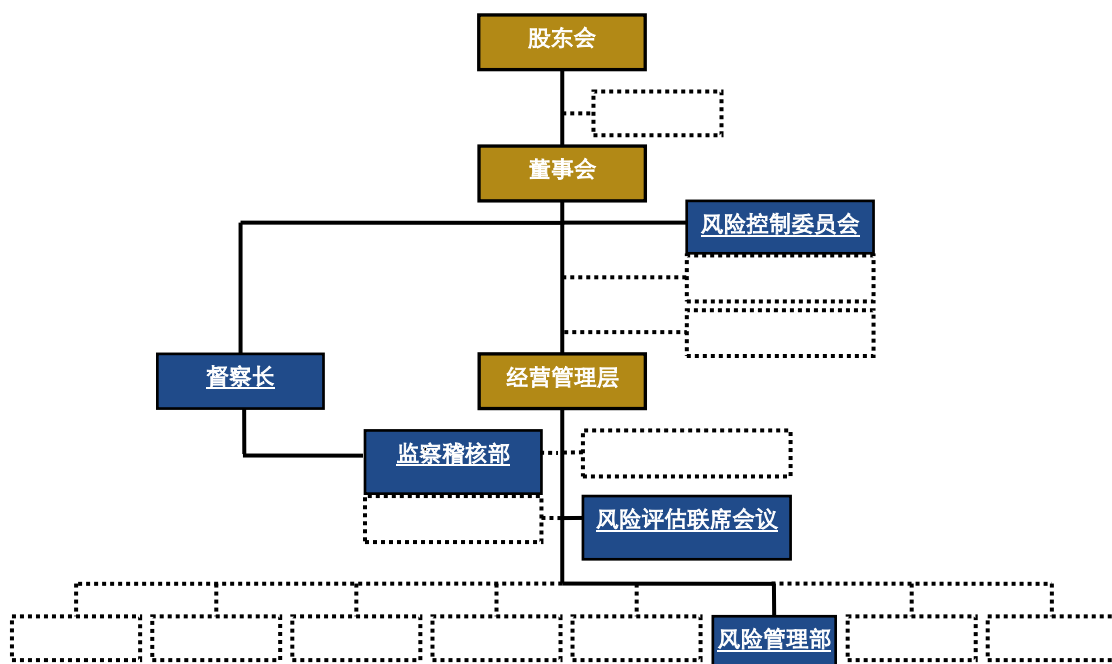 股东会
董事会
风险控制委员会
督察长
经营管理层
监察稽核部
风险评估联席会议
风险管理部